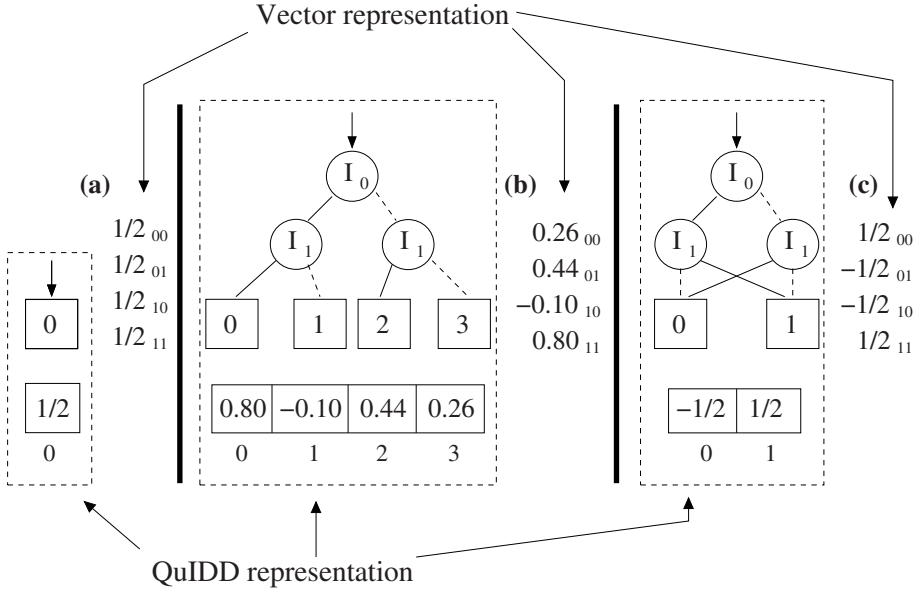 Vector representation
(a)
1/2 00
1/2 01
1/2 10
1/2 11
0
1/2
0
I 0
I 1 I 1
0 1 2 3
0.80 −0.10 0.44 0.26
0 1 2 3
(b)
0.26 00
0.44 01
−0.10 10
0.80 11
I 0
I 1 I 1
0 1
−1/2 1/2
0 1
(c)
1/2 00
−1/2 01
−1/2 10
1/2 11
QuIDD representation